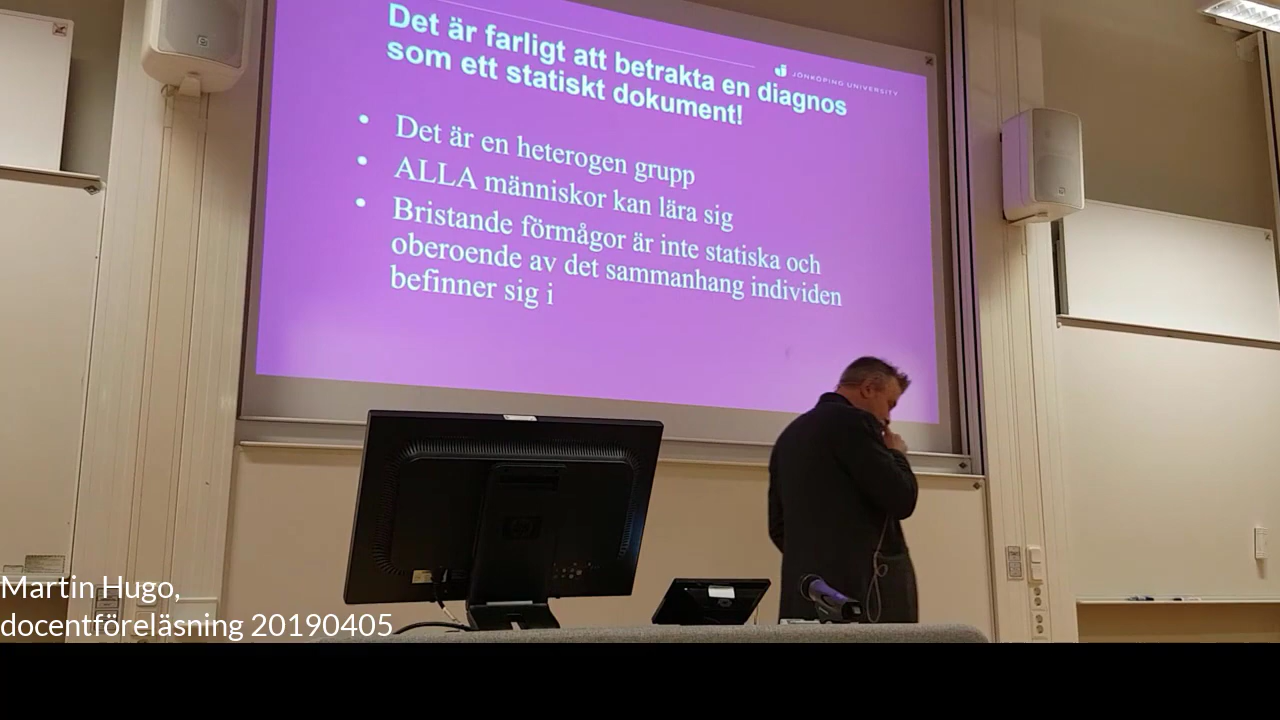 Det är farligt att betrakta en diagnos
som ett statiskt dokument!
JÖNKÖPING UNIVERSITY
• Det är en heterogen grupp
• ALLA människor kan lära sig
• Bristande förmågor är inte statiska och
oberoende av det sammanhang individen
befinner sig i
Martin Hugo,
docentföreläsning 20190405